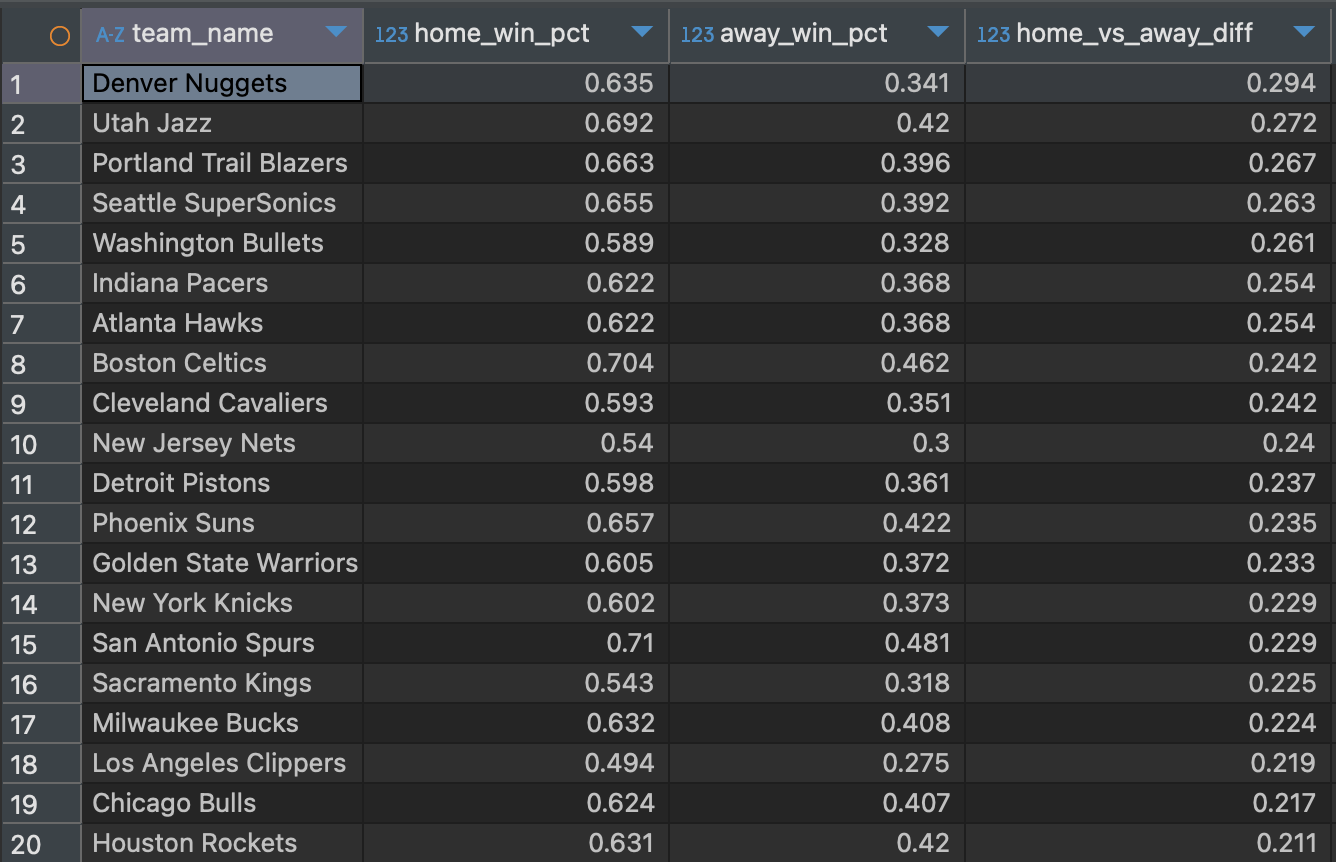 A-Z team_name 123 home_win_pct 123 away_win_pct 123 home_vs_away_diff
1 Denver Nuggets 0.635 0.341 0.294
2 Utah Jazz 0.692 0.42 0.272
3 Portland Trail Blazers 0.663 0.396 0.267
4 Seattle SuperSonics 0.655 0.392 0.263
5 Washington Bullets 0.589 0.328 0.261
6 Indiana Pacers 0.622 0.368 0.254
7 Atlanta Hawks 0.622 0.368 0.254
8 Boston Celtics 0.704 0.462 0.242
9 Cleveland Cavaliers 0.593 0.351 0.242
10 New Jersey Nets 0.54 0.3 0.24
11 Detroit Pistons 0.598 0.361 0.237
12 Phoenix Suns 0.657 0.422 0.235
13 Golden State Warriors 0.605 0.372 0.233
14 New York Knicks 0.602 0.373 0.229
15 San Antonio Spurs 0.71 0.481 0.229
16 Sacramento Kings 0.543 0.318 0.225
17 Milwaukee Bucks 0.632 0.408 0.224
18 Los Angeles Clippers 0.494 0.275 0.219
19 Chicago Bulls 0.624 0.407 0.217
20 Houston Rockets 0.631 0.42 0.211